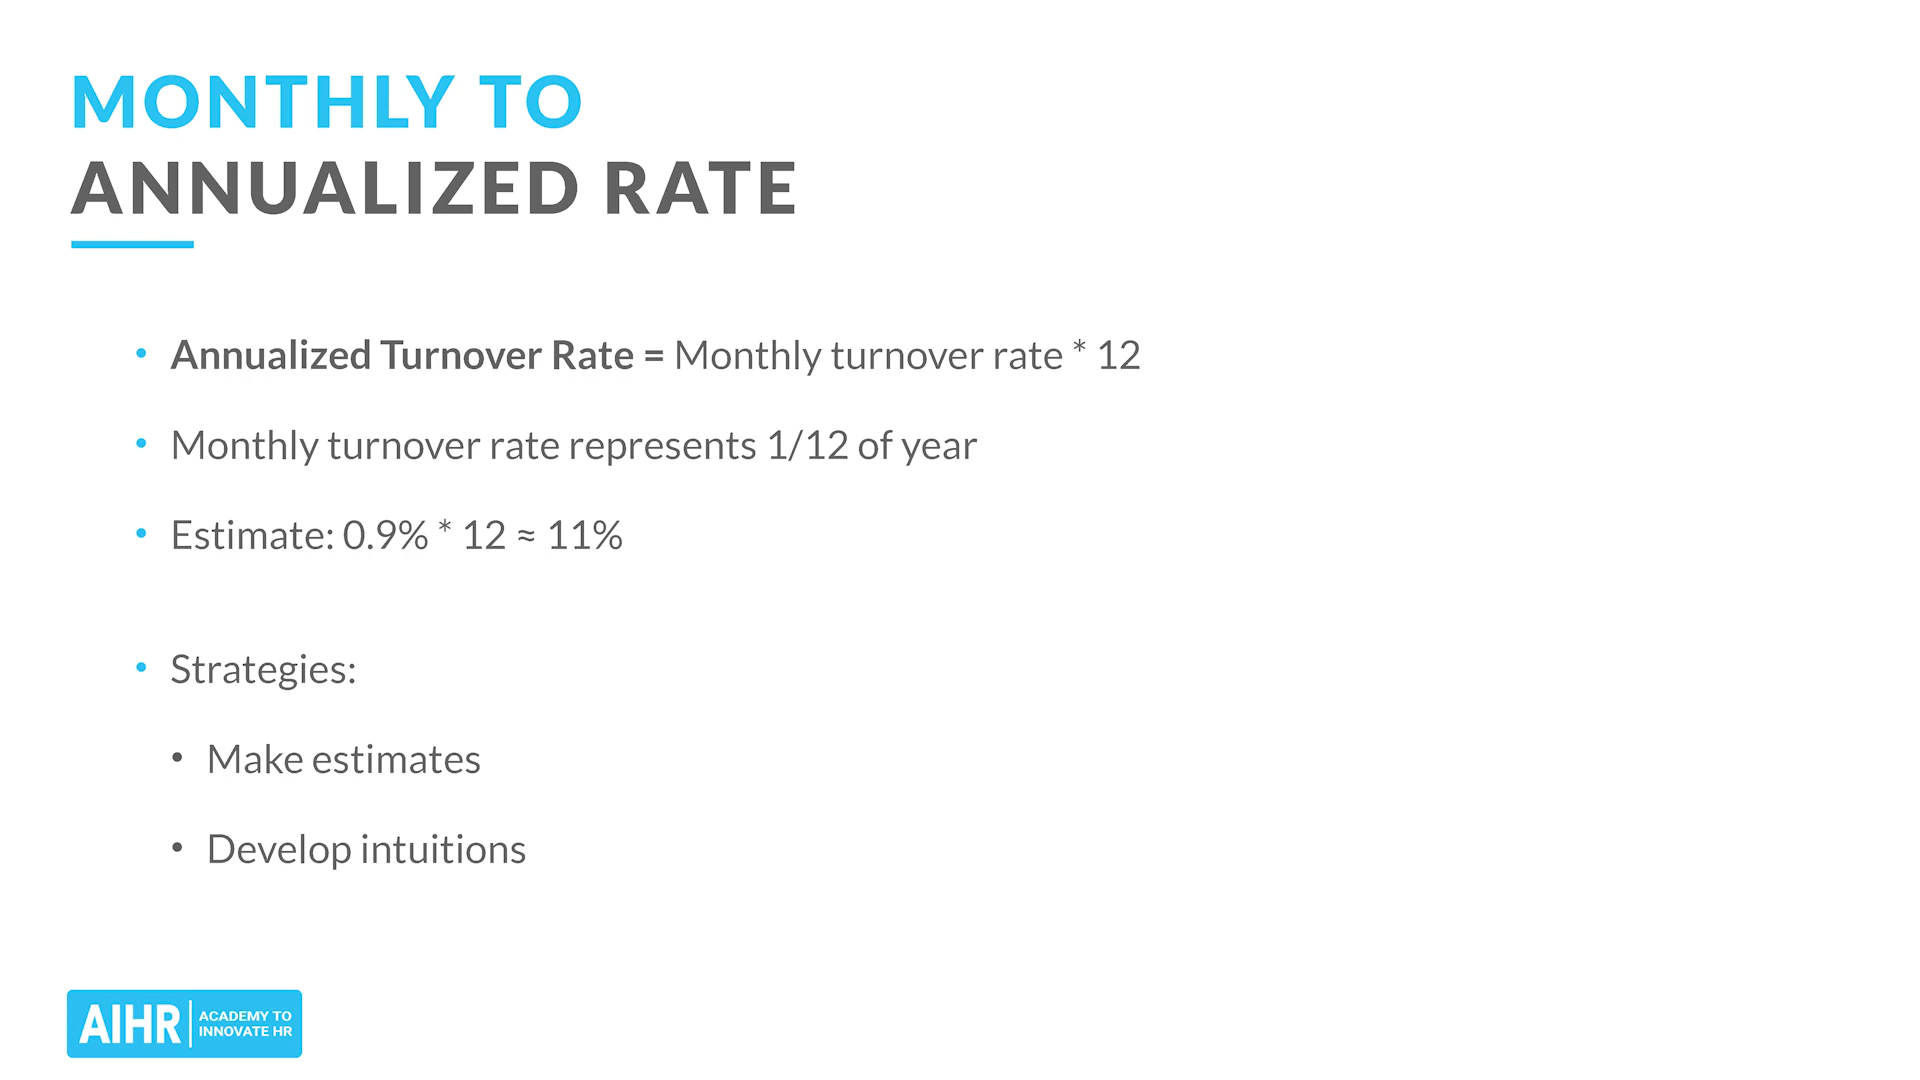 MONTHLY TO
ANNUALIZED RATE
• Annualized Turnover Rate = Monthly turnover rate * 12
• Monthly turnover rate represents 1/12 of year
• Estimate: 0.9% * 12 ≈ 11%
• Strategies:
• Make estimates
• Develop intuitions
AIHR
ACADEMY TO
INNOVATE HR